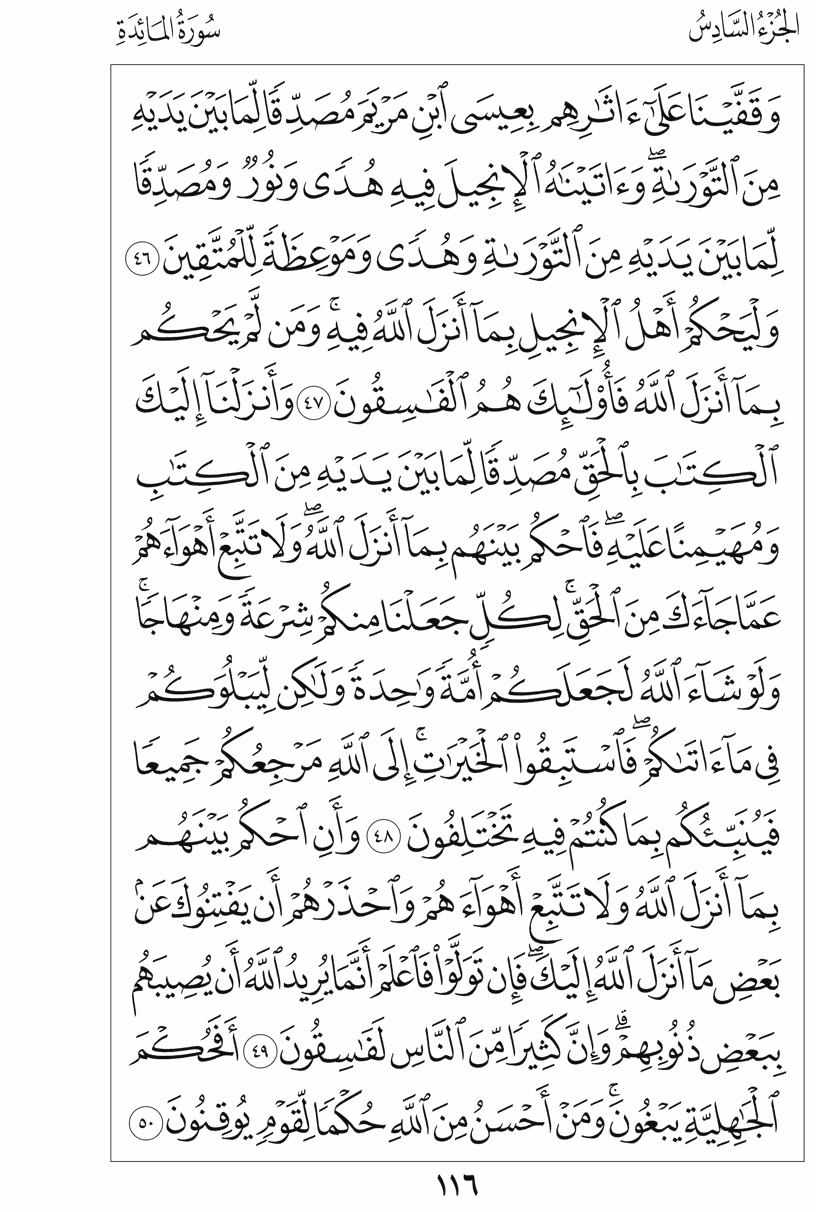 الجُزْءُ السَّادِسُ
سُورَةُ المَائِدَةِ
وَقَفَّيۡنَا عَلَىٰٓ ءَاثَٰرِهِم بِعِيسَى ٱبۡنِ مَرۡيَمَ مُصَدِّقٗا لِّمَا بَيۡنَ يَدَيۡهِ
مِنَ ٱلتَّوۡرَىٰةِۖ وَءَاتَيۡنَٰهُ ٱلۡإِنجِيلَ فِيهِ هُدٗى وَنُورٞ وَمُصَدِّقٗا
لِّمَا بَيۡنَ يَدَيۡهِ مِنَ ٱلتَّوۡرَىٰةِ وَهُدٗى وَمَوۡعِظَةٗ لِّلۡمُتَّقِينَ ٤٦
وَلۡيَحۡكُمۡ أَهۡلُ ٱلۡإِنجِيلِ بِمَآ أَنزَلَ ٱللَّهُ فِيهِۚ وَمَن لَّمۡ يَحۡكُم
بِمَآ أَنزَلَ ٱللَّهُ فَأُوْلَٰٓئِكَ هُمُ ٱلۡفَٰسِقُونَ ٤٧ وَأَنزَلۡنَآ إِلَيۡكَ
ٱلۡكِتَٰبَ بِٱلۡحَقِّ مُصَدِّقٗا لِّمَا بَيۡنَ يَدَيۡهِ مِنَ ٱلۡكِتَٰبِ
وَمُهَيۡمِنًا عَلَيۡهِۖ فَٱحۡكُم بَيۡنَهُم بِمَآ أَنزَلَ ٱللَّهُۖ وَلَا تَتَّبِعۡ أَهۡوَآءَهُمۡ
عَمَّا جَآءَكَ مِنَ ٱلۡحَقِّۚ لِكُلّٖ جَعَلۡنَا مِنكُمۡ شِرۡعَةٗ وَمِنۡهَاجٗاۚ
وَلَوۡ شَآءَ ٱللَّهُ لَجَعَلَكُمۡ أُمَّةٗ وَٰحِدَةٗ وَلَٰكِن لِّيَبۡلُوَكُمۡ
فِي مَآ ءَاتَىٰكُمۡۖ فَٱسۡتَبِقُواْ ٱلۡخَيۡرَٰتِۚ إِلَى ٱللَّهِ مَرۡجِعُكُمۡ جَمِيعٗا
فَيُنَبِّئُكُم بِمَا كُنتُمۡ فِيهِ تَخۡتَلِفُونَ ٤٨ وَأَنِ ٱحۡكُم بَيۡنَهُم
بِمَآ أَنزَلَ ٱللَّهُ وَلَا تَتَّبِعۡ أَهۡوَآءَهُمۡ وَٱحۡذَرۡهُمۡ أَن يَفۡتِنُوكَ عَنۢ
بَعۡضِ مَآ أَنزَلَ ٱللَّهُ إِلَيۡكَۖ فَإِن تَوَلَّوۡاْ فَٱعۡلَمۡ أَنَّمَا يُرِيدُ ٱللَّهُ أَن يُصِيبَهُم
بِبَعۡضِ ذُنُوبِهِمۡۗ وَإِنَّ كَثِيرٗا مِّنَ ٱلنَّاسِ لَفَٰسِقُونَ ٤٩ أَفَحُكۡمَ
ٱلۡجَٰهِلِيَّةِ يَبۡغُونَۚ وَمَنۡ أَحۡسَنُ مِنَ ٱللَّهِ حُكۡمٗا لِّقَوۡمٖ يُوقِنُونَ ٥٠
١١٦